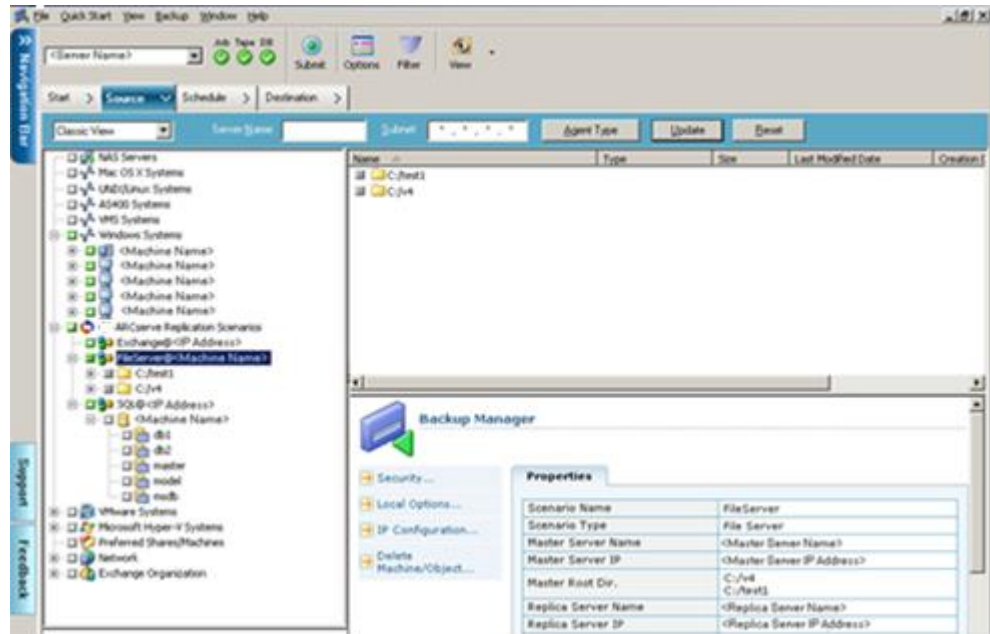 File Quick Start View Backup Window Help
Navigation Bar
<Server Name>
Job Tape DB
Submit
Options
Filter
View
Start > Source Schedule > Destination >
Classic View
Server Name
Subnet
Agent Type
Update
Reset
NAS Servers
Mac OS X Systems
UNIX/Linux Systems
AS400 Systems
VMS Systems
Windows Systems
<Machine Name>
<Machine Name>
<Machine Name>
<Machine Name>
<Machine Name>
ARCserve Replication Scenarios
Exchange@<IP Address>
FileServer@<Machine Name>
C:/test1
C:/v4
SQL@<IP Address>
<Machine Name>
db1
db2
master
model
msdb
VMware Systems
Microsoft Hyper-V Systems
Preferred Shares/Machines
Network
Exchange Organization
Support
Feedback
Name Type Size Last Modified Date Creation
C:/test1
C:/v4
Backup Manager
Security...
Local Options...
IP Configuration...
Delete
Machine/Object...
Properties
Scenario Name FileServer
Scenario Type File Server
Master Server Name <Master Server Name>
Master Server IP <Master Server IP Address>
Master Root Dir. C:/v4
C:/test1
Replica Server Name <Replica Server Name>
Replica Server IP <Replica Server IP Address>